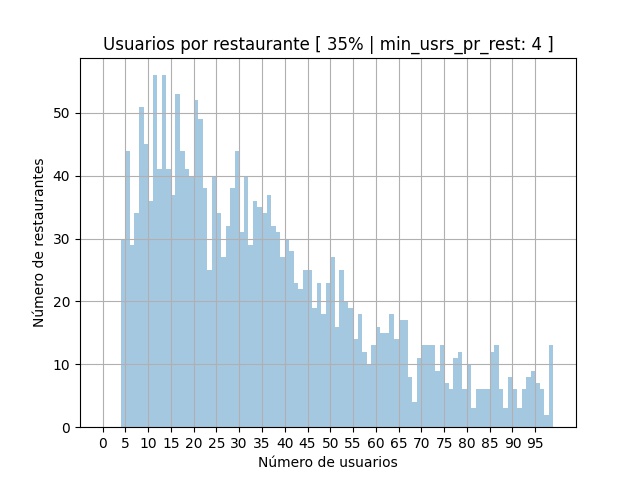 Usuarios por restaurante [ 35% | min_usrs_pr_rest: 4 ]
Número de restaurantes
50
40
30
20
10
0
0 5 10 15 20 25 30 35 40 45 50 55 60 65 70 75 80 85 90 95
Número de usuarios